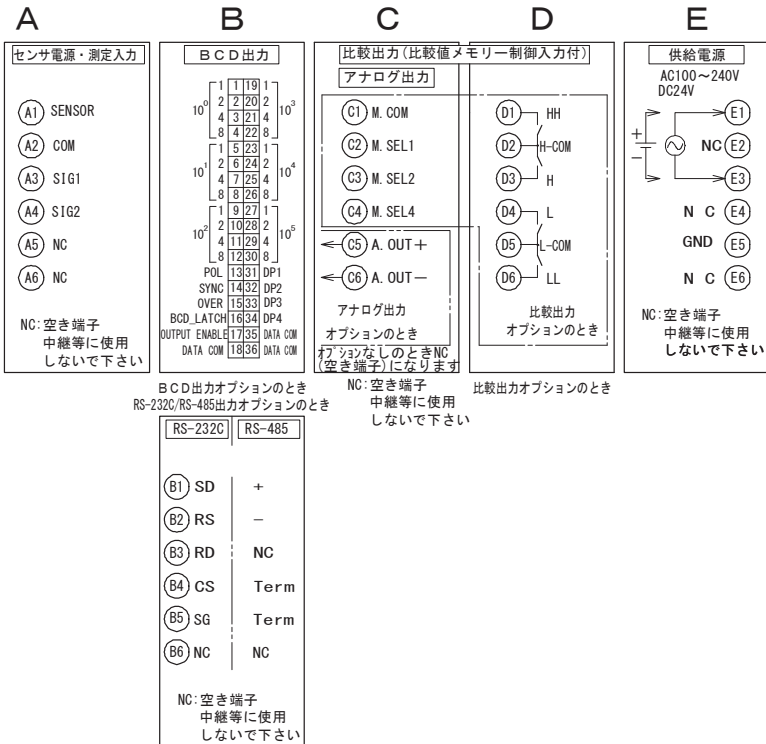 A
B
C
D
E
センサ電源・測定入力
A1 SENSOR
A2 COM
A3 SIG1
A4 SIG2
A5 NC
A6 NC
NC:空き端子
中継等に使用
しないで下さい
BCD出力
10⁰ 1 1 19 1 10³
2 2 20 2
4 3 21 4
8 4 22 8
10¹ 1 5 23 1 10⁴
2 6 24 2
4 7 25 4
8 8 26 8
10² 1 9 27 1 10⁵
2 10 28 2
4 11 29 4
8 12 30 8
POL 13 31 DP1
SYNC 14 32 DP2
OVER 15 33 DP3
BCD_LATCH 16 34 DP4
OUTPUT ENABLE 17 35 DATA COM
DATA COM 18 36 DATA COM
BCD出力オプションのとき
RS-232C/RS-485出力オプションのとき
RS-232C RS-485
B1 SD +
B2 RS −
B3 RD NC
B4 CS Term
B5 SG Term
B6 NC NC
NC:空き端子
中継等に使用
しないで下さい
比較出力(比較値メモリー制御入力付)
アナログ出力
C1 M.COM
C2 M.SEL1
C3 M.SEL2
C4 M.SEL4
C5 A.OUT+
C6 A.OUT−
アナログ出力
オプションのとき
オプションなしのときNC
(空き端子)になります
NC:空き端子
中継等に使用
しないで下さい
D1 HH
D2 H-COM
D3 H
D4 L
D5 L-COM
D6 LL
比較出力
オプションのとき
比較出力オプションのとき
供給電源
AC100~240V
DC24V
+
−
E1
NC E2
E3
N C E4
GND E5
N C E6
NC:空き端子
中継等に使用
しないで下さい